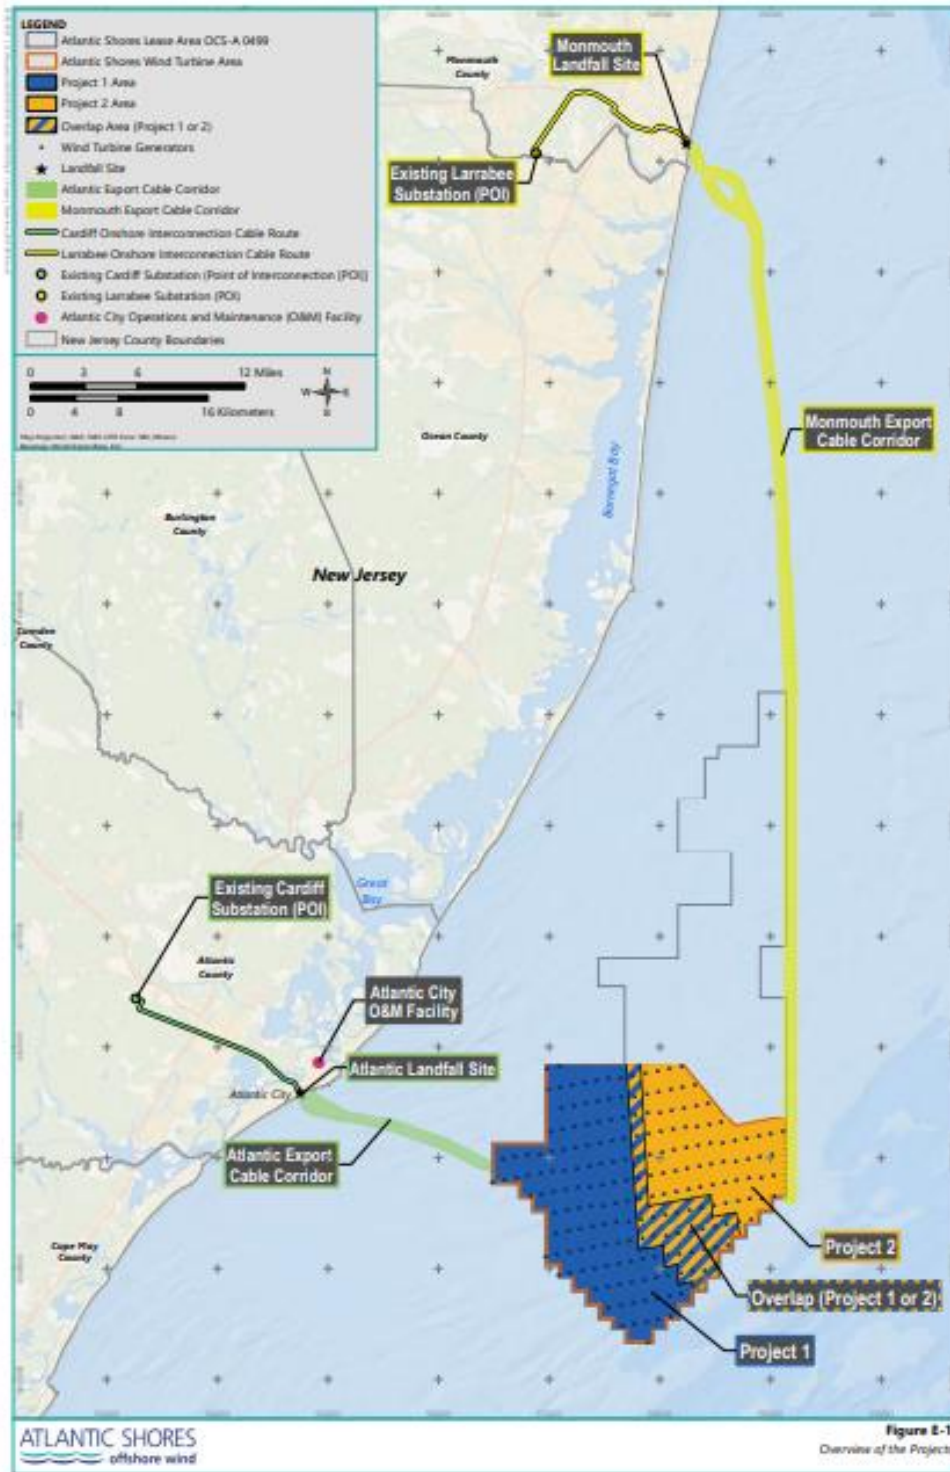 LEGEND
Atlantic Shores Lease Area OCS-A 0499
Atlantic Shores Wind Turbine Area
Project 1 Area
Project 2 Area
Overlap Area (Project 1 or 2)
Wind Turbine Generators
Landfall Site
Atlantic Export Cable Corridor
Monmouth Export Cable Corridor
Cardiff Onshore Interconnection Cable Route
Larrabee Onshore Interconnection Cable Route
Existing Cardiff Substation (Point of Interconnection [POI])
Existing Larrabee Substation (POI)
Atlantic City Operations and Maintenance (O&M) Facility
New Jersey County Boundaries
0 3 6 12 Miles
0 4 8 16 Kilometers
N
W E
S
Monmouth
County
Monmouth
Landfall Site
Existing Larrabee
Substation (POI)
Monmouth Export
Cable Corridor
Ocean County
Barnegat Bay
Burlington
County
New Jersey
Camden
County
Great
Bay
Existing Cardiff
Substation (POI)
Atlantic
County
Atlantic City
O&M Facility
Atlantic Landfall Site
Atlantic City
Atlantic Export
Cable Corridor
Cape May
County
Project 2
Overlap (Project 1 or 2)
Project 1
ATLANTIC SHORES
offshore wind
Figure E-1
Overview of the Projects